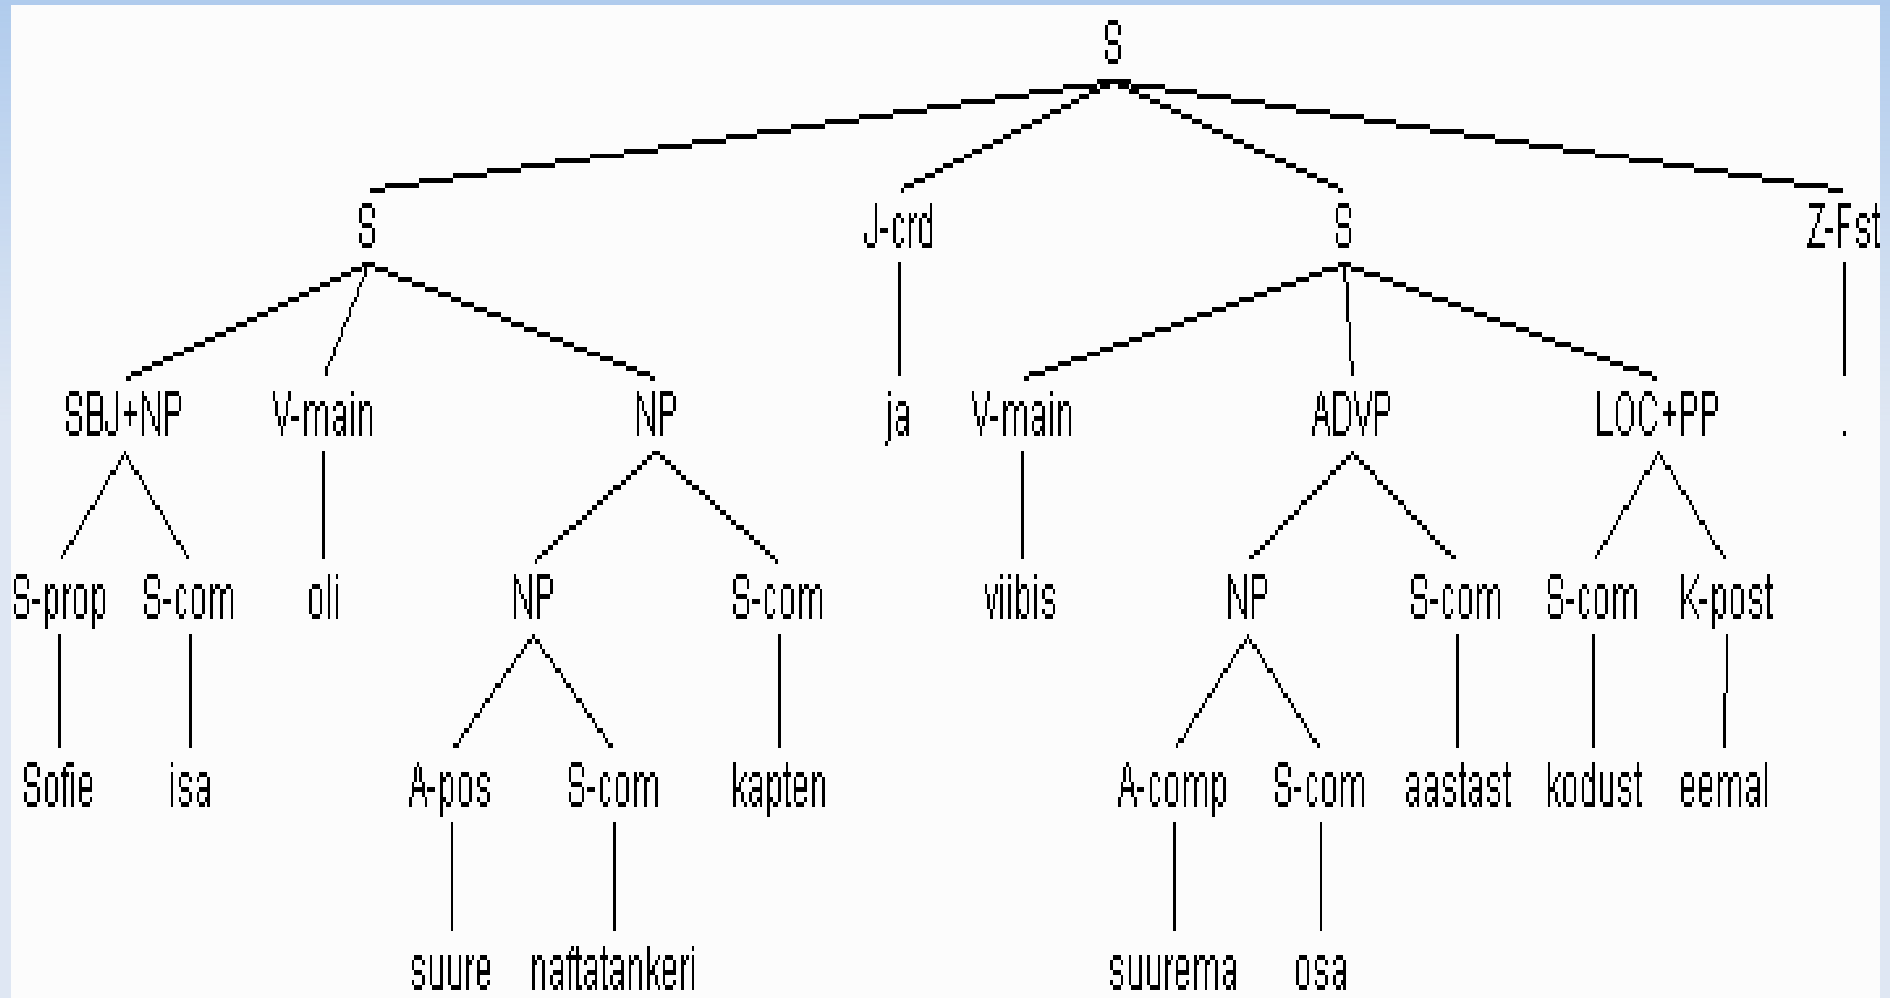 S
S J-crd S Z-Fst
SBJ+NP V-main NP ja V-main ADVP LOC+PP .
S-prop S-com oli NP S-com viibis NP S-com S-com K-post
Sofie isa A-pos S-com kapten A-comp S-com aastast kodust eemal
suure naftatankeri suurema osa